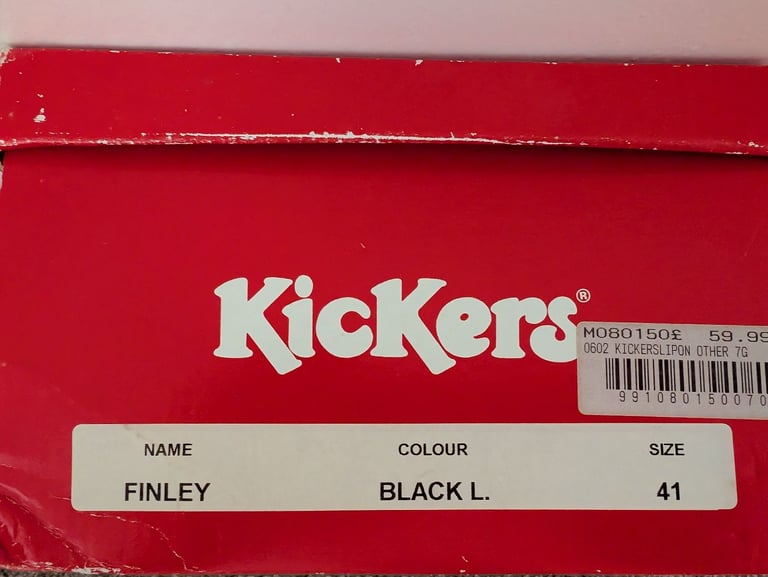 KicKers®
M080150£ 59.99
0602 KICKERSLIPON OTHER 7G
991080150070
NAME COLOUR SIZE
FINLEY BLACK L. 41